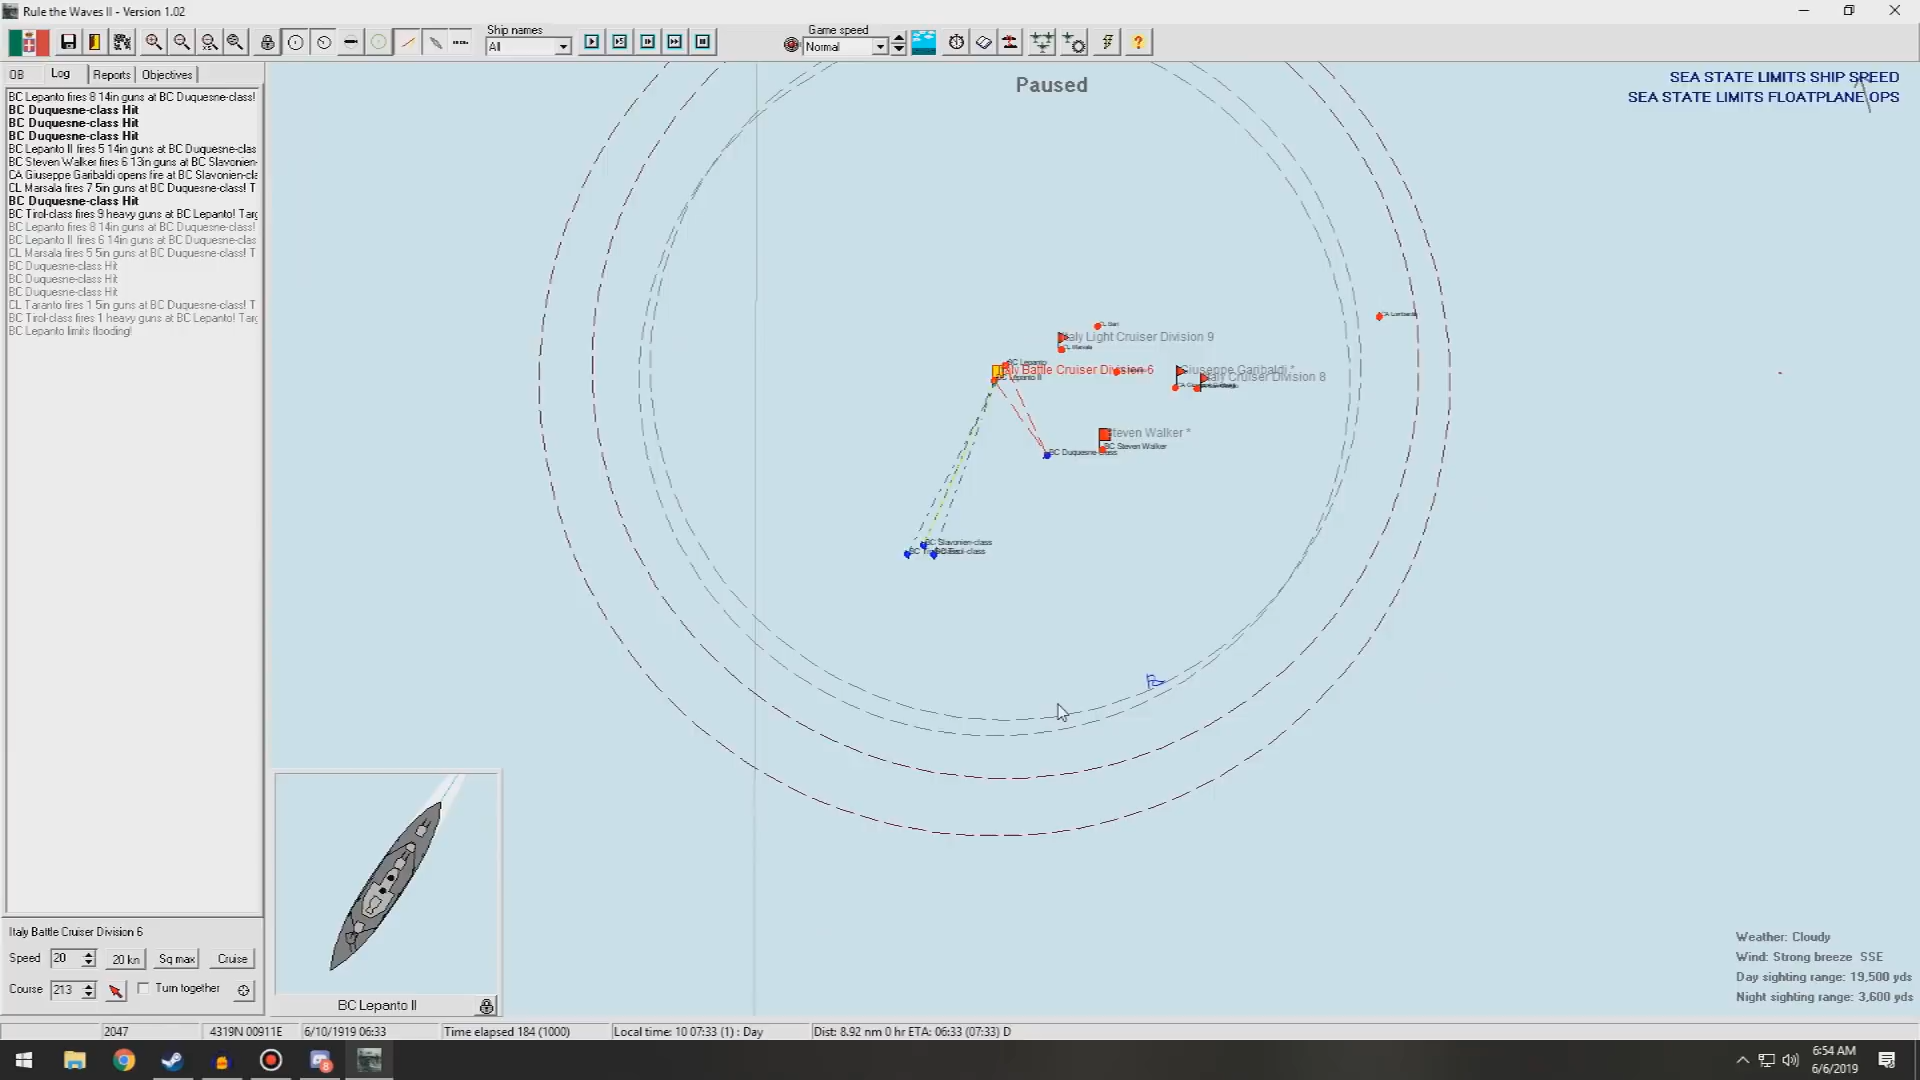 Rule the Waves II - Version 1.02
Ship names
All
Game speed
Normal
OB
Log
Reports
Objectives
BC Lepanto fires 8 14in guns at BC Duquesne-class!
BC Duquesne-class Hit
BC Duquesne-class Hit
BC Duquesne-class Hit
BC Lepanto II fires 5 14in guns at BC Duquesne-clas
BC Steven Walker fires 6 13in guns at BC Slavonien-
CA Giuseppe Garibaldi opens fire at BC Slavonien-cla
CL Marsala fires 7 5in guns at BC Duquesne-class! T
BC Duquesne-class Hit
BC Tirol-class fires 9 heavy guns at BC Lepanto! Targ
BC Lepanto fires 8 14in guns at BC Duquesne-class!
BC Lepanto II fires 6 14in guns at BC Duquesne-clas
CL Marsala fires 5 5in guns at BC Duquesne-class! T
BC Duquesne-class Hit
BC Duquesne-class Hit
BC Duquesne-class Hit
CL Taranto fires 1 5in guns at BC Duquesne-class! T
BC Tirol-class fires 1 heavy guns at BC Lepanto! Targ
BC Lepanto limits flooding!
Paused
SEA STATE LIMITS SHIP SPEED
SEA STATE LIMITS FLOATPLANE OPS
CL Bari
Italy Light Cruiser Division 9
CL Marsala
CA Lombardia
BC Lepanto
Italy Battle Cruiser Division 6
BC Lepanto II
Giuseppe Garibaldi *
Italy Cruiser Division 8
Steven Walker *
BC Steven Walker
BC Duquesne-class
BC Slavonien-class
Weather: Cloudy
Wind: Strong breeze SSE
Day sighting range: 19,500 yds
Night sighting range: 3,600 yds
Italy Battle Cruiser Division 6
Speed
20
20 kn
Sq max
Cruise
Course
213
Turn together
BC Lepanto II
2047
4319N 00911E
6/10/1919 06:33
Time elapsed 184 (1000)
Local time: 10 07:33 (1) : Day
Dist: 8.92 nm 0 hr ETA: 06:33 (07:33) D
8
6:54 AM
6/6/2019